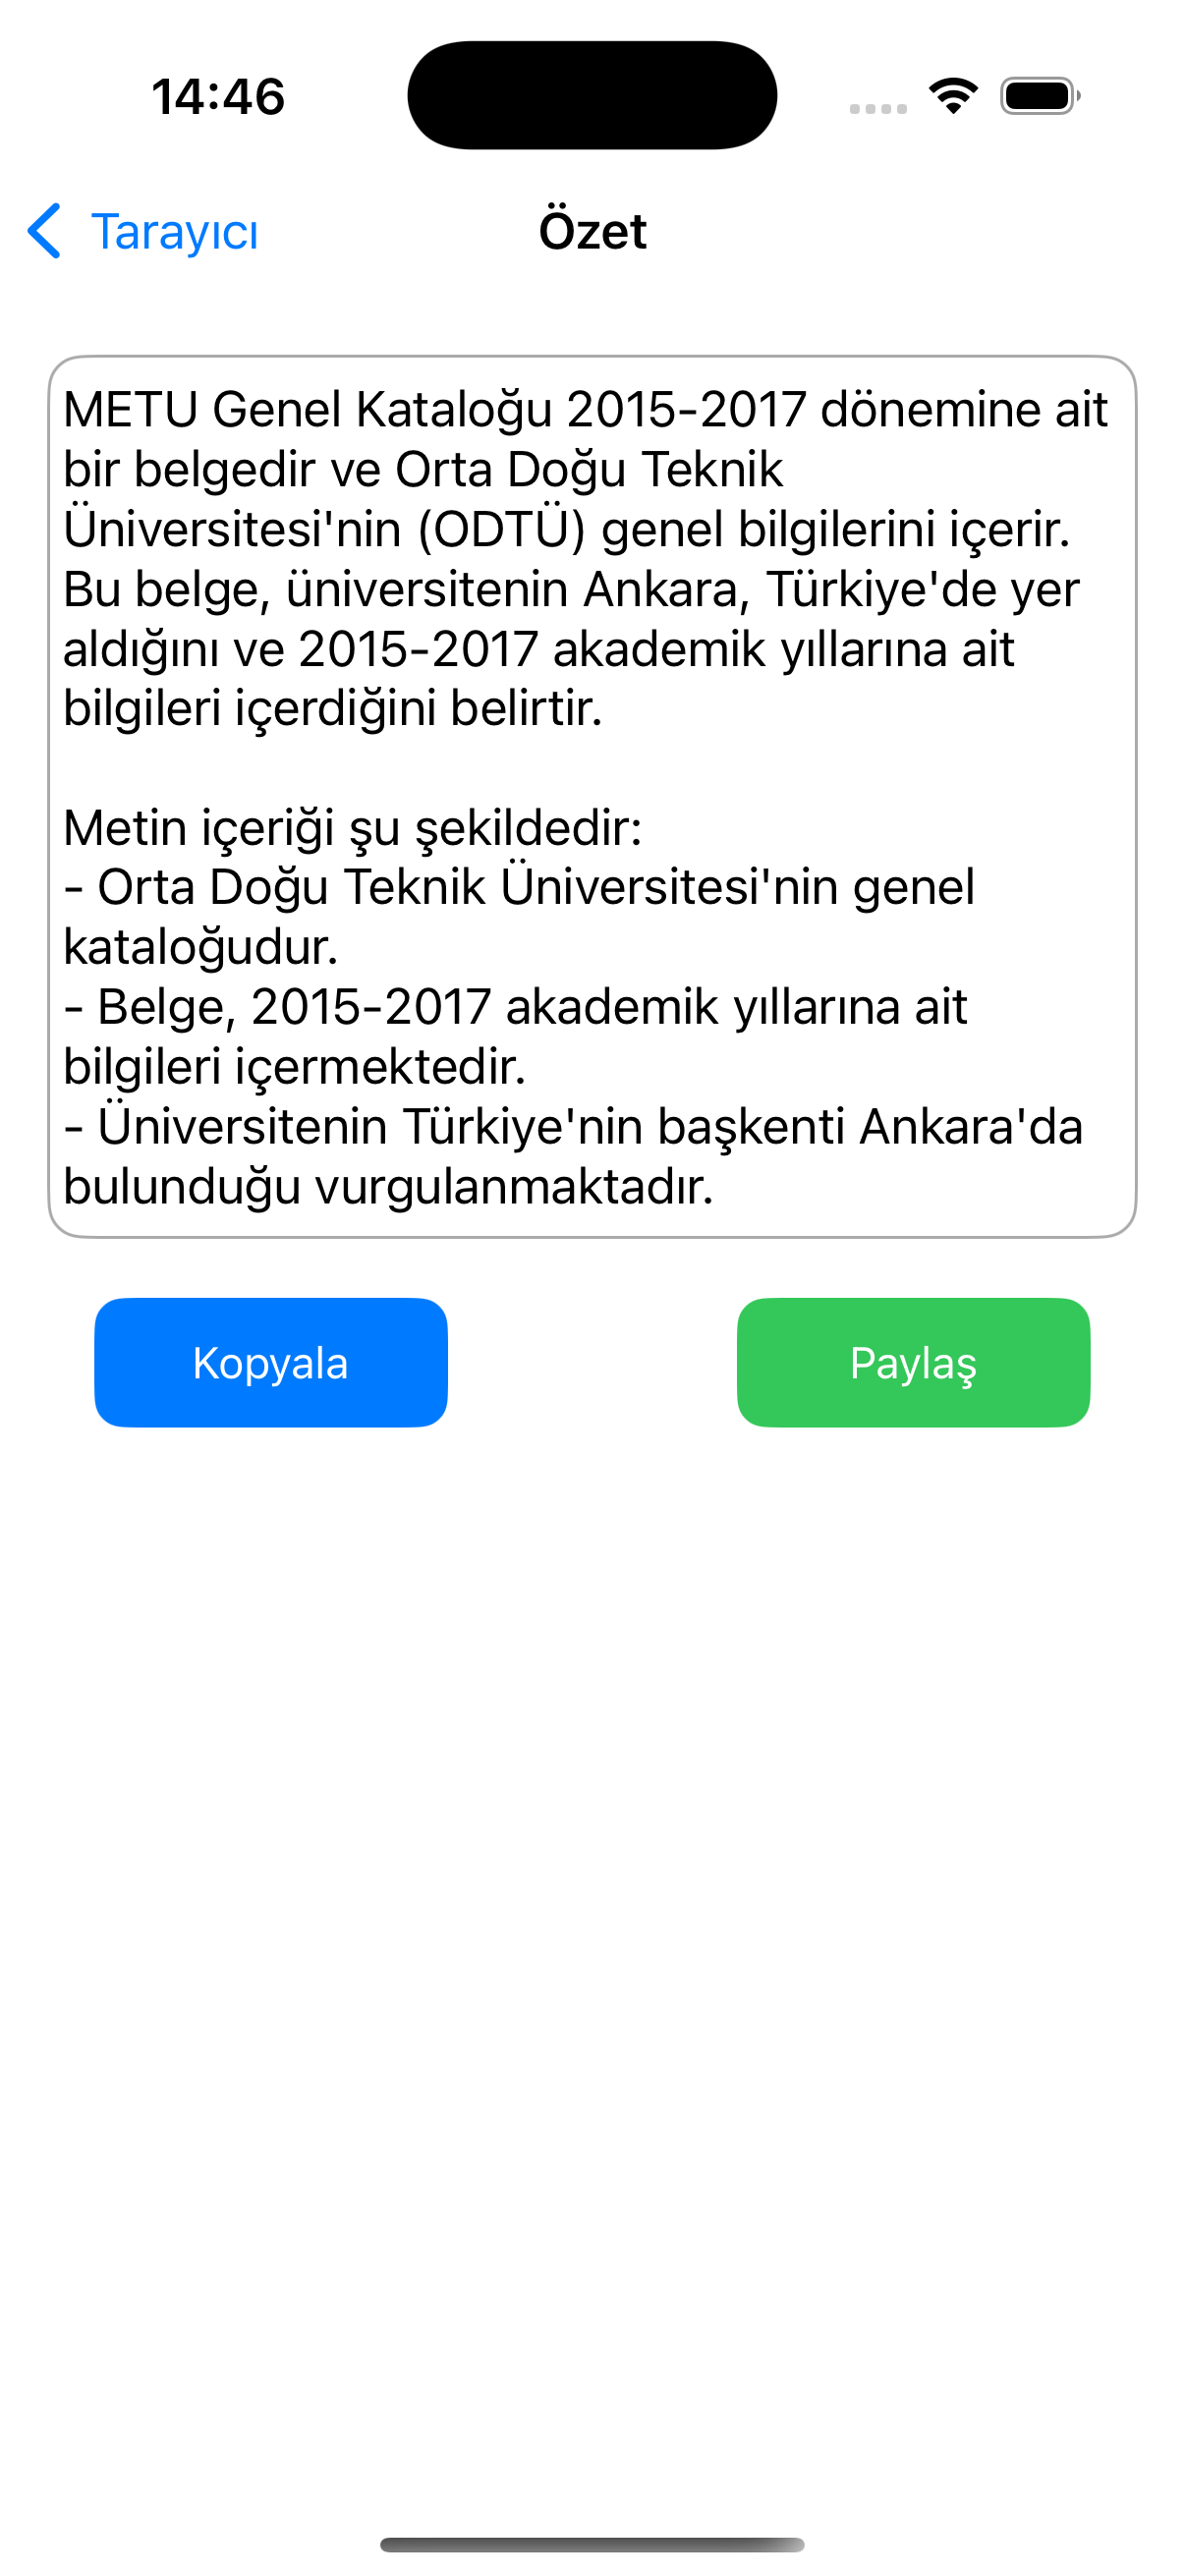 14:46
Tarayıcı
Özet
METU Genel Kataloğu 2015-2017 dönemine ait
bir belgedir ve Orta Doğu Teknik
Üniversitesi'nin (ODTÜ) genel bilgilerini içerir.
Bu belge, üniversitenin Ankara, Türkiye'de yer
aldığını ve 2015-2017 akademik yıllarına ait
bilgileri içerdiğini belirtir.
Metin içeriği şu şekildedir:
- Orta Doğu Teknik Üniversitesi'nin genel
kataloğudur.
- Belge, 2015-2017 akademik yıllarına ait
bilgileri içermektedir.
- Üniversitenin Türkiye'nin başkenti Ankara'da
bulunduğu vurgulanmaktadır.
Kopyala
Paylaş